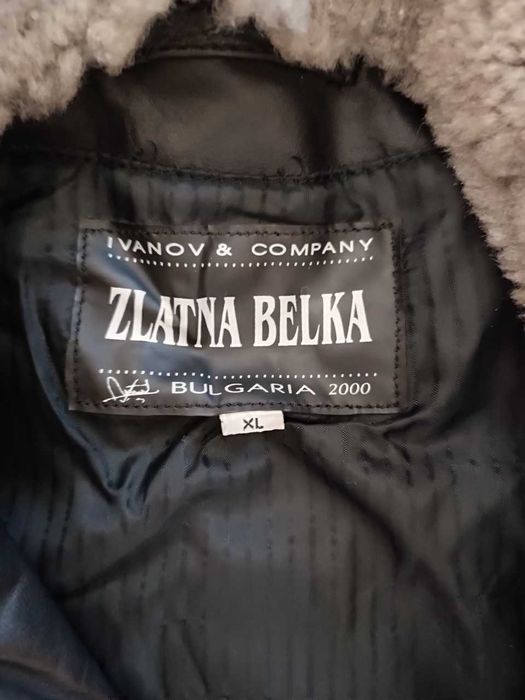 IVANOV & COMPANY
ZLATNA BELKA
BULGARIA 2000
XL